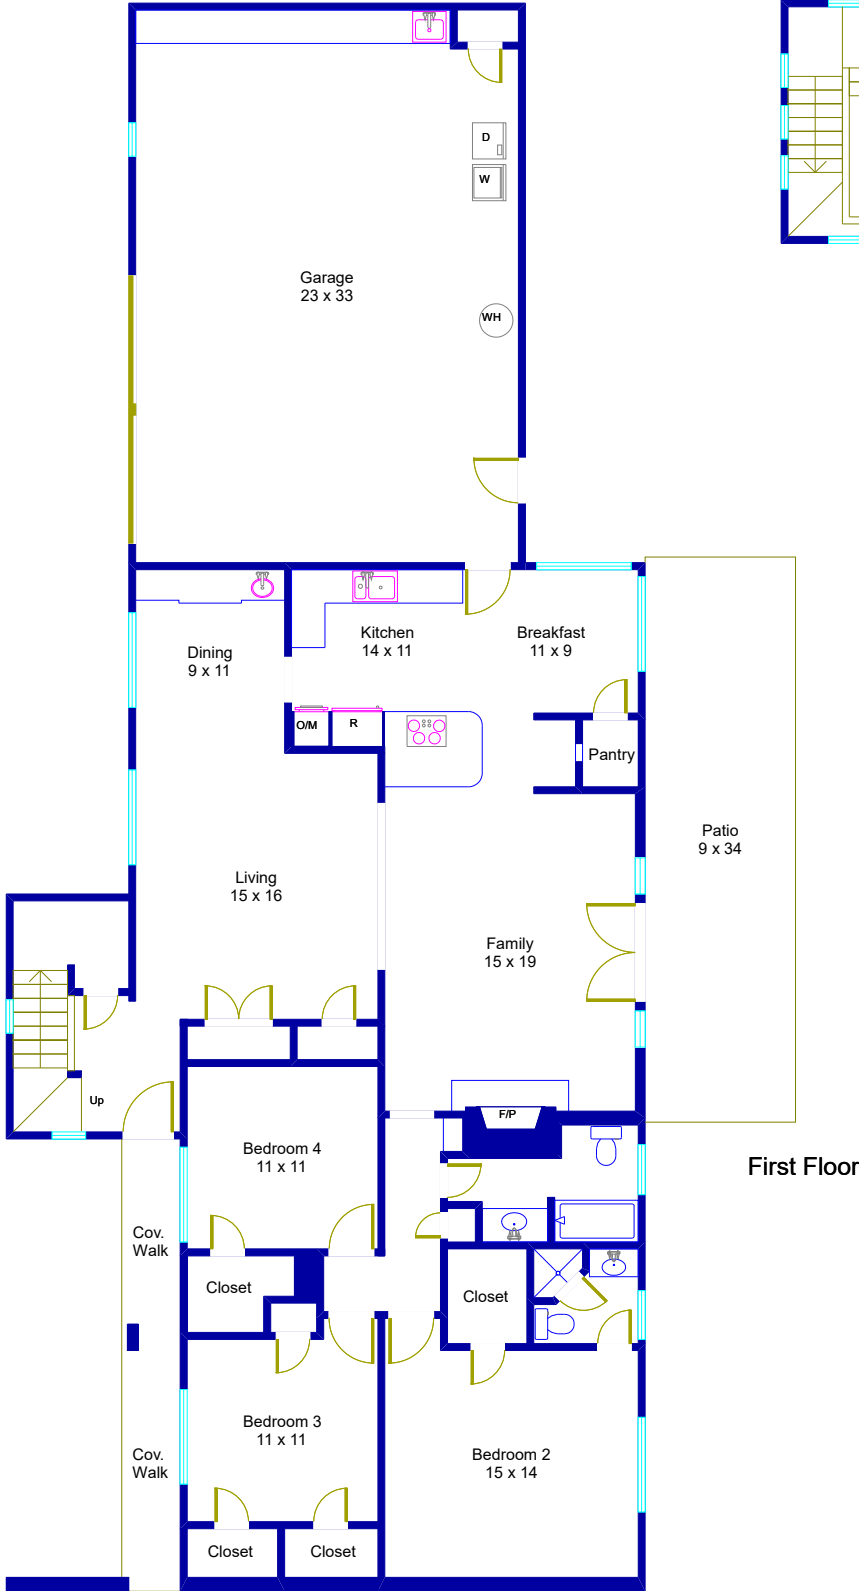 D
W
Garage
23 x 33
WH
Kitchen
14 x 11
Breakfast
11 x 9
Dining
9 x 11
O/M
R
Pantry
Patio
9 x 34
Living
15 x 16
Family
15 x 19
Up
F/P
Bedroom 4
11 x 11
First Floor
Cov.
Walk
Closet
Closet
Bedroom 3
11 x 11
Cov.
Walk
Bedroom 2
15 x 14
Closet
Closet